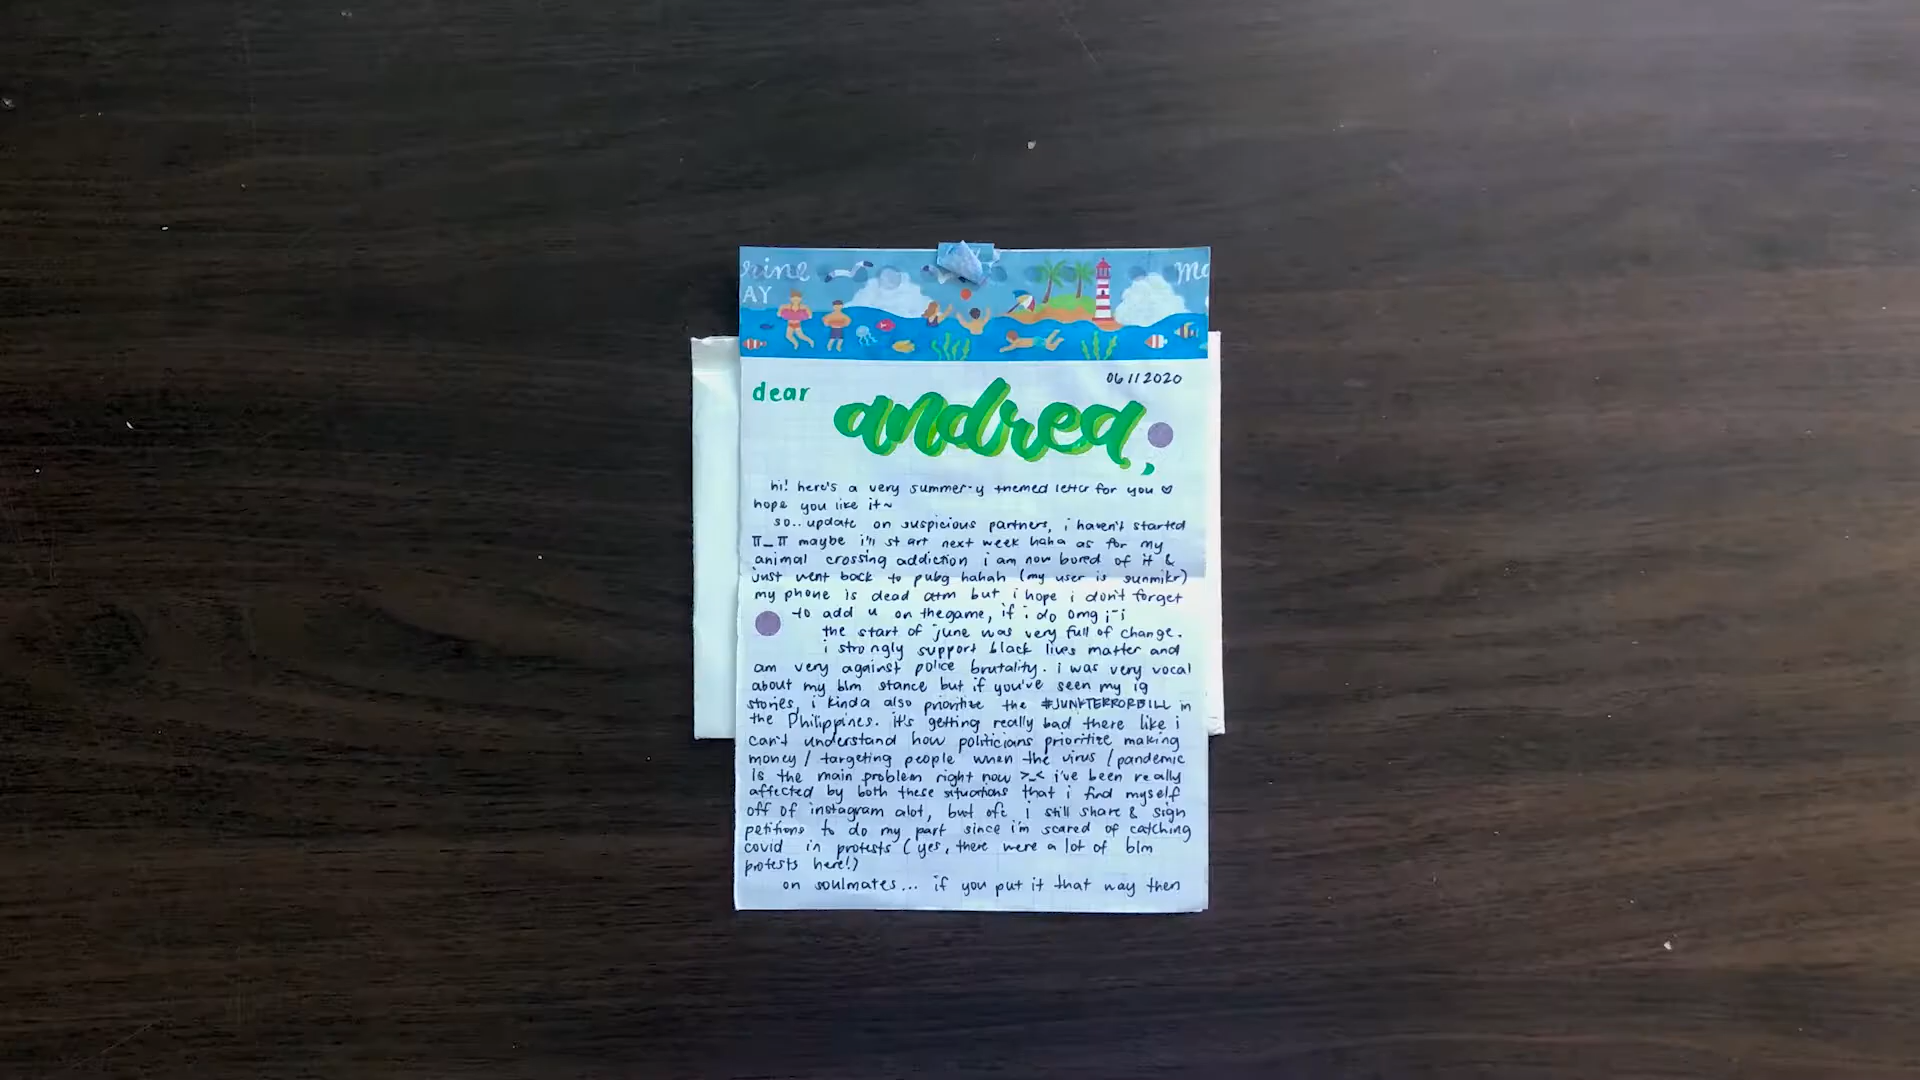 rine
AY
06112020
dear
andrea,
hi! here's a very summer-y themed letter for you ♡
hope you like it~
so.. update on suspicious partners, i haven't started
π_π maybe i'll start next week haha as for my
animal crossing addiction i am now bored of it &
just went back to pubg hahah (my user is sunmikr)
my phone is dead atm but i hope i don't forget
to add u on the game, if i do omg i-i
the start of june was very full of change.
i strongly support black lives matter and
am very against police brutality. i was very vocal
about my blm stance but if you've seen my ig
stories, i kinda also prioritize the #JUNKTERRORBILL in
the Philippines. it's getting really bad there like i
can't understand how politicians prioritize making
money / targeting people when the virus / pandemic
is the main problem right now >_< i've been really
affected by both these situations that i find myself
off of instagram alot, but ofc i still share & sign
petitions to do my part since i'm scared of catching
covid in protests (yes, there were a lot of blm
protests here!)
on soulmates... if you put it that way then